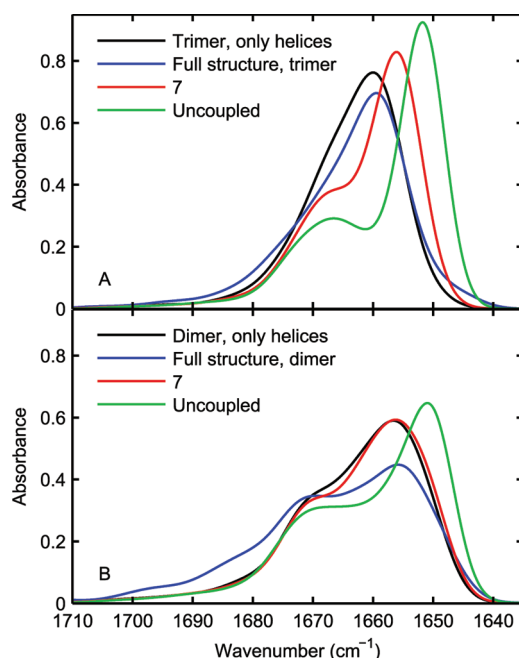 Absorbance
0.8
0.6
0.4
0.2
0
Trimer, only helices
Full structure, trimer
7
Uncoupled
A
Absorbance
0.8
0.6
0.4
0.2
0
Dimer, only helices
Full structure, dimer
7
Uncoupled
B
1710 1700 1690 1680 1670 1660 1650 1640
Wavenumber (cm⁻¹)